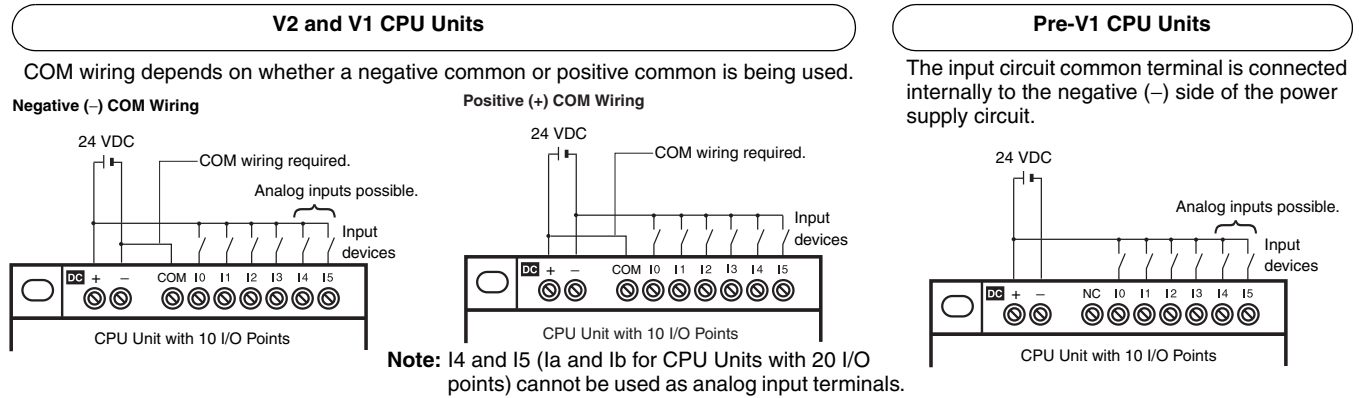 V2 and V1 CPU Units
COM wiring depends on whether a negative common or positive common is being used.
Negative (–) COM Wiring
24 VDC
COM wiring required.
Analog inputs possible.
Input
devices
DC + – COM I0 I1 I2 I3 I4 I5
CPU Unit with 10 I/O Points
Positive (+) COM Wiring
24 VDC
COM wiring required.
Input
devices
DC + – COM I0 I1 I2 I3 I4 I5
CPU Unit with 10 I/O Points
Note: I4 and I5 (Ia and Ib for CPU Units with 20 I/O
points) cannot be used as analog input terminals.
Pre-V1 CPU Units
The input circuit common terminal is connected
internally to the negative (–) side of the power
supply circuit.
24 VDC
Analog inputs possible.
Input
devices
DC + – NC I0 I1 I2 I3 I4 I5
CPU Unit with 10 I/O Points